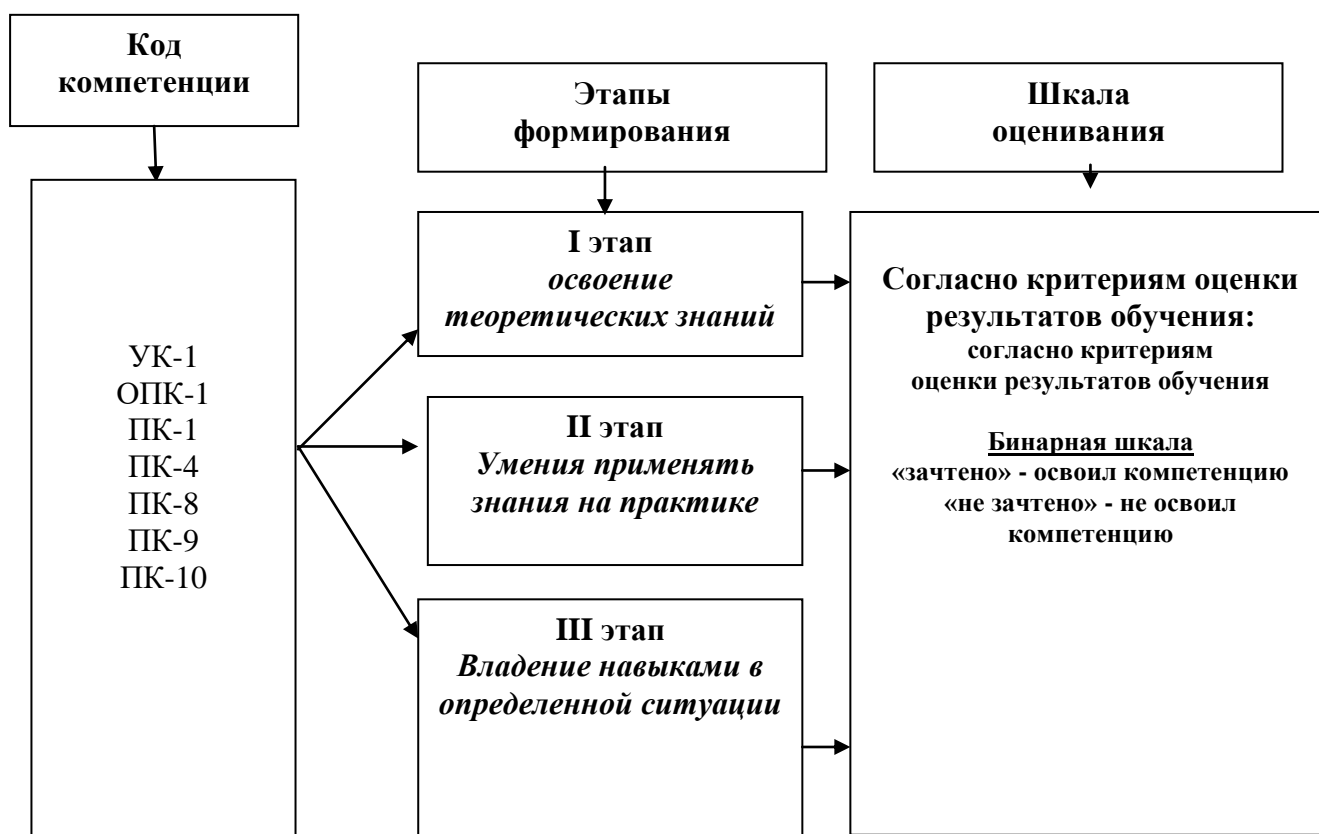 Код
компетенции
Этапы
формирования
Шкала
оценивания
УК-1
ОПК-1
ПК-1
ПК-4
ПК-8
ПК-9
ПК-10
I этап
освоение
теоретических знаний
II этап
Умения применять
знания на практике
III этап
Владение навыками в
определенной ситуации
Согласно критериям оценки
результатов обучения:
согласно критериям
оценки результатов обучения
Бинарная шкала
«зачтено» - освоил компетенцию
«не зачтено» - не освоил
компетенцию